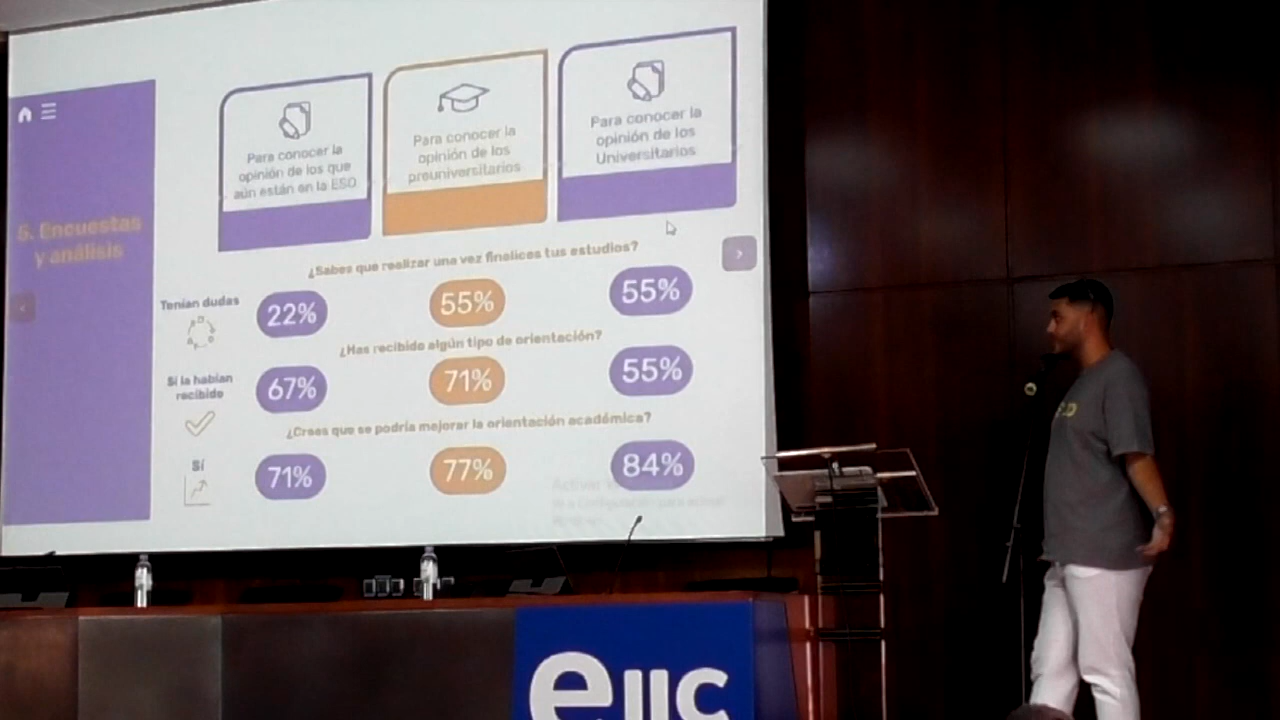 5. Encuestas
y análisis
Para conocer la
opinión de los que
aún están en la ESO
Para conocer la
opinión de los
preuniversitarios
Para conocer la
opinión de los
Universitarios
¿Sabes que realizar una vez finalices tus estudios?
Tenían dudas
22%
55%
55%
¿Has recibido algún tipo de orientación?
Sí la habían
recibido
67%
71%
55%
¿Crees que se podría mejorar la orientación académica?
Sí
71%
77%
84%
Activar
eiic